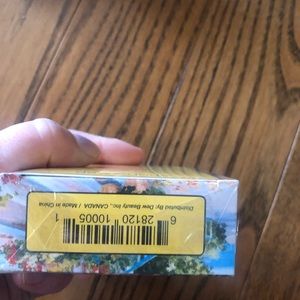 Distributed by: Dew Beauty Inc., CANADA / Made in China
6 28120 10005 1